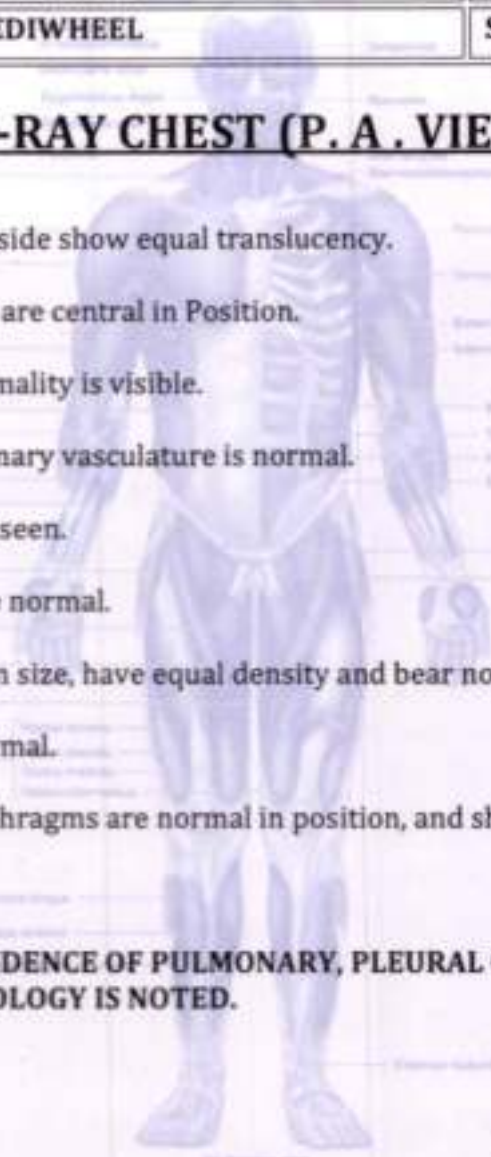 EDIWHEEL S
-RAY CHEST (P. A . VIE
side show equal translucency.
are central in Position.
nality is visible.
nary vasculature is normal.
seen.
normal.
n size, have equal density and bear no
mal.
hragms are normal in position, and sh
DENCE OF PULMONARY, PLEURAL
OLOGY IS NOTED.